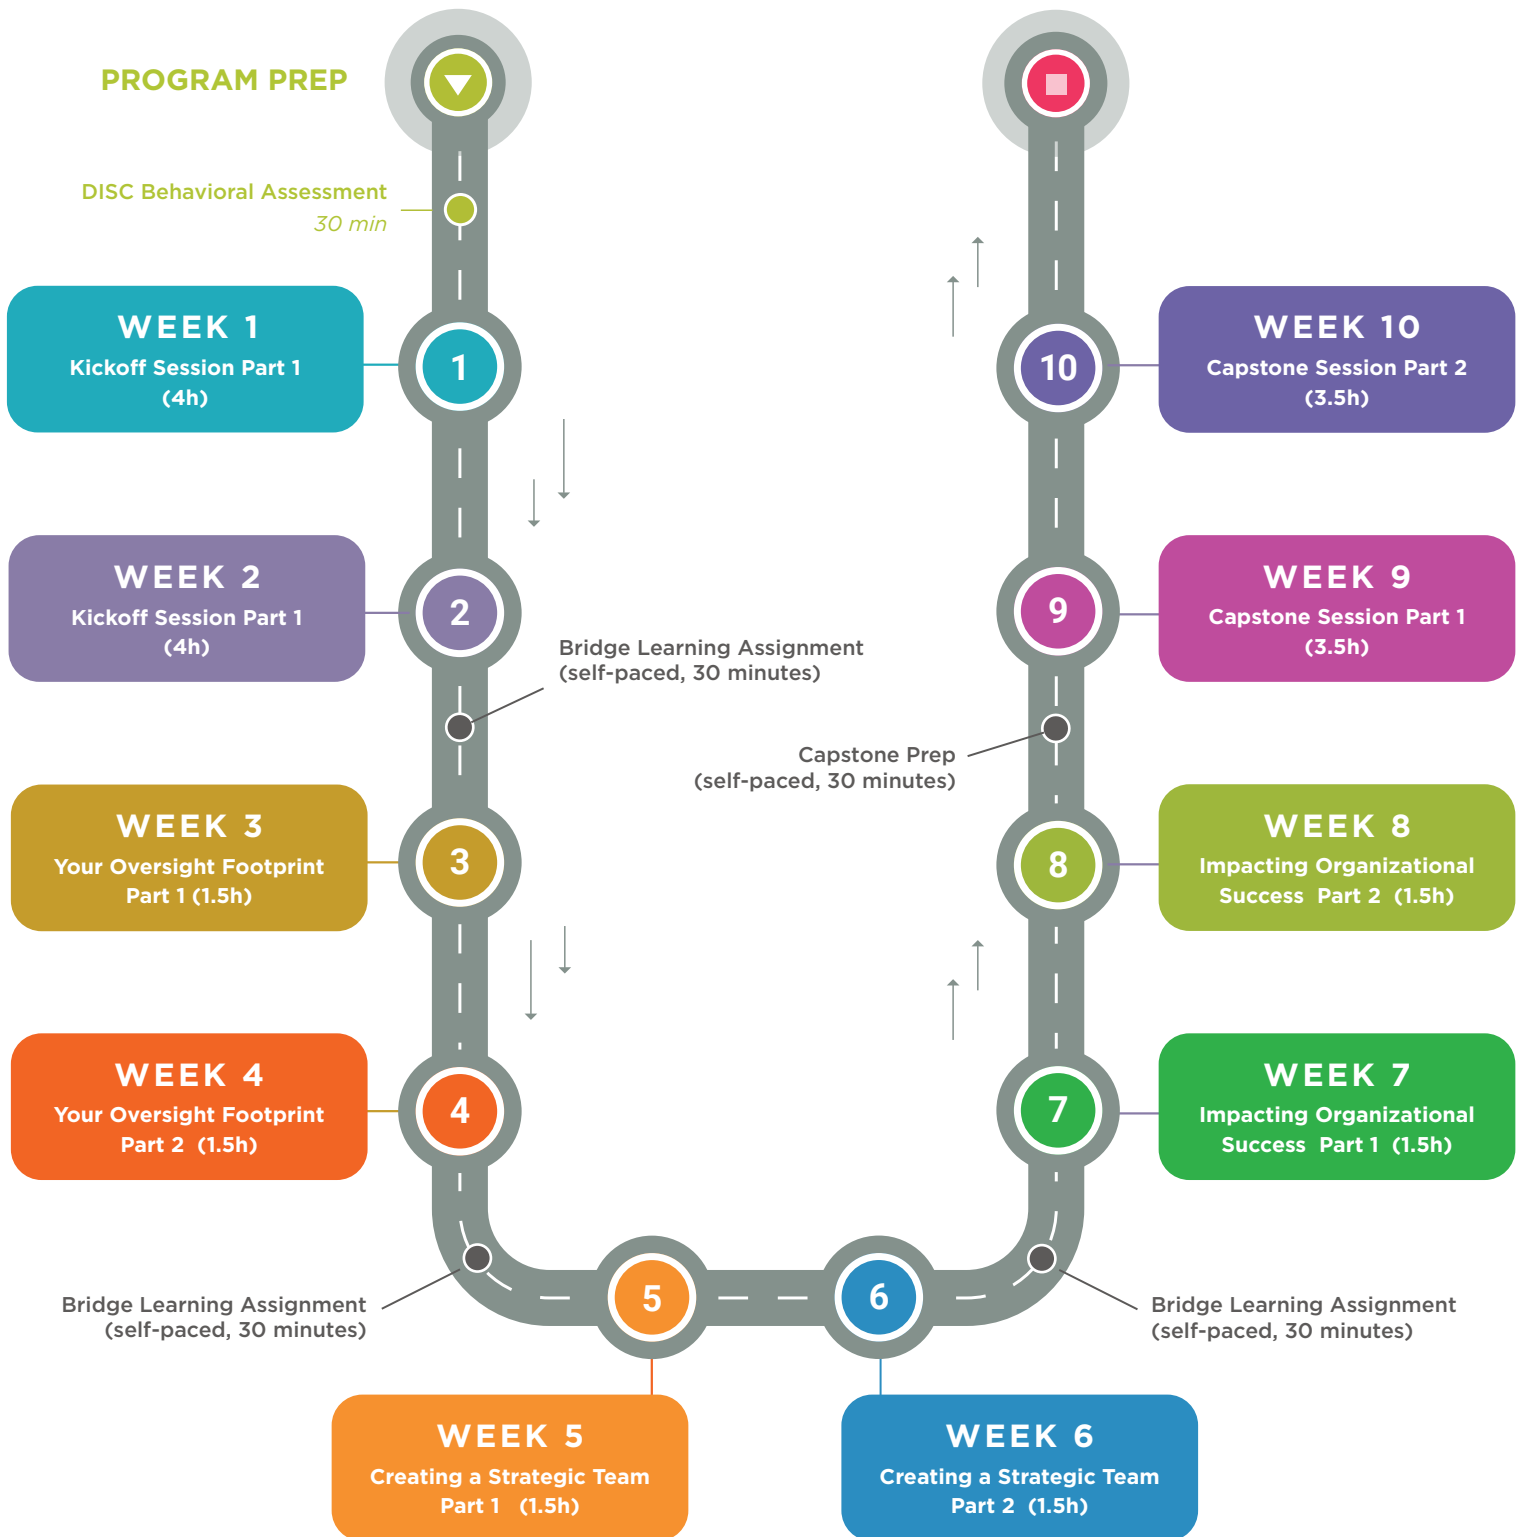 PROGRAM PREP
DISC Behavioral Assessment
30 min
WEEK 1
Kickoff Session Part 1
(4h)
1
WEEK 2
Kickoff Session Part 1
(4h)
2
Bridge Learning Assignment
(self-paced, 30 minutes)
WEEK 3
Your Oversight Footprint
Part 1 (1.5h)
3
WEEK 4
Your Oversight Footprint
Part 2 (1.5h)
4
Bridge Learning Assignment
(self-paced, 30 minutes)
5
WEEK 5
Creating a Strategic Team
Part 1 (1.5h)
6
WEEK 6
Creating a Strategic Team
Part 2 (1.5h)
Bridge Learning Assignment
(self-paced, 30 minutes)
7
WEEK 7
Impacting Organizational
Success Part 1 (1.5h)
8
WEEK 8
Impacting Organizational
Success Part 2 (1.5h)
Capstone Prep
(self-paced, 30 minutes)
9
WEEK 9
Capstone Session Part 1
(3.5h)
10
WEEK 10
Capstone Session Part 2
(3.5h)